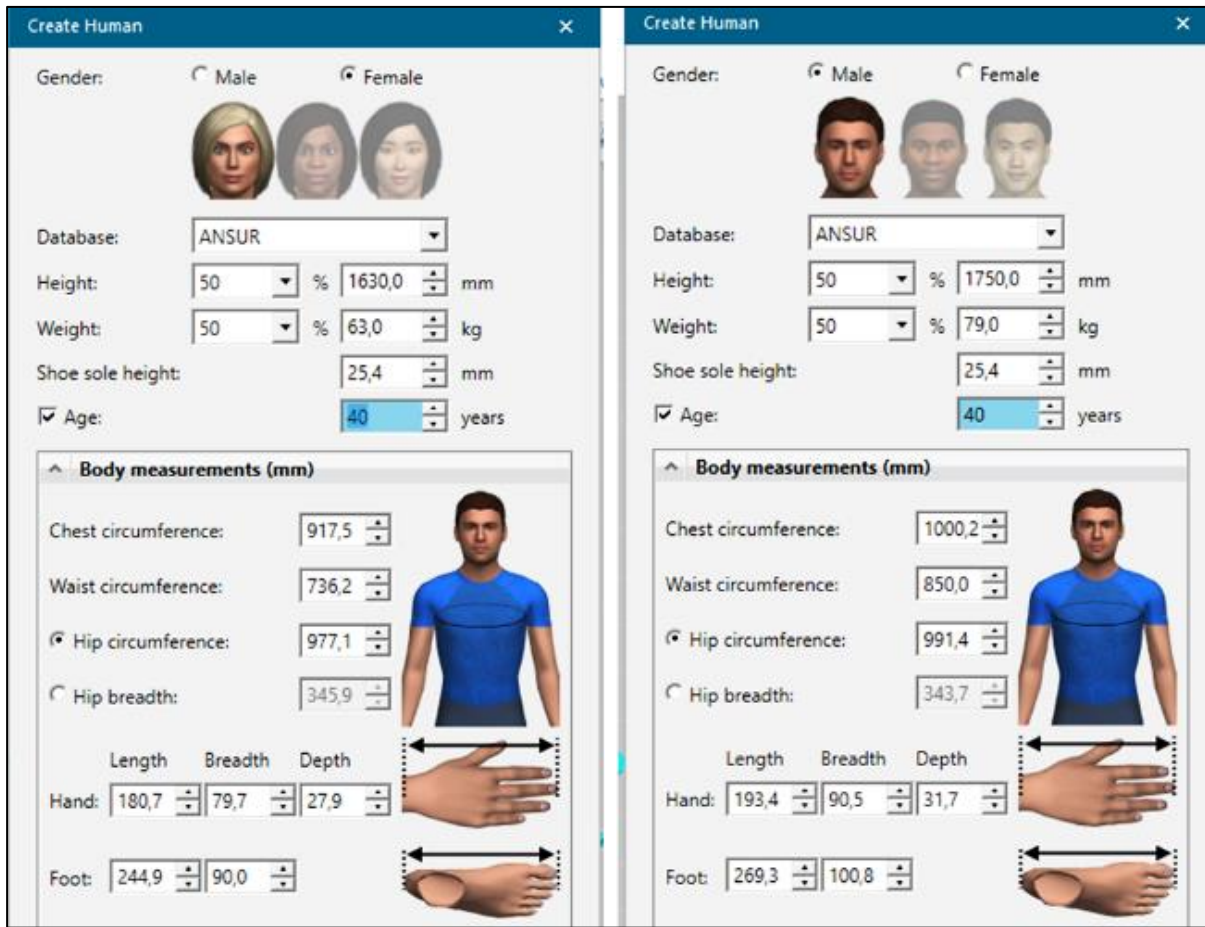 Create Human ×
Gender: Male Female
Database: ANSUR
Height: 50 % 1630,0 mm
Weight: 50 % 63,0 kg
Shoe sole height: 25,4 mm
Age: 40 years
Body measurements (mm)
Chest circumference: 917,5
Waist circumference: 736,2
Hip circumference: 977,1
Hip breadth: 345,9
Length Breadth Depth
Hand: 180,7 79,7 27,9
Foot: 244,9 90,0
Create Human ×
Gender: Male Female
Database: ANSUR
Height: 50 % 1750,0 mm
Weight: 50 % 79,0 kg
Shoe sole height: 25,4 mm
Age: 40 years
Body measurements (mm)
Chest circumference: 1000,2
Waist circumference: 850,0
Hip circumference: 991,4
Hip breadth: 343,7
Length Breadth Depth
Hand: 193,4 90,5 31,7
Foot: 269,3 100,8